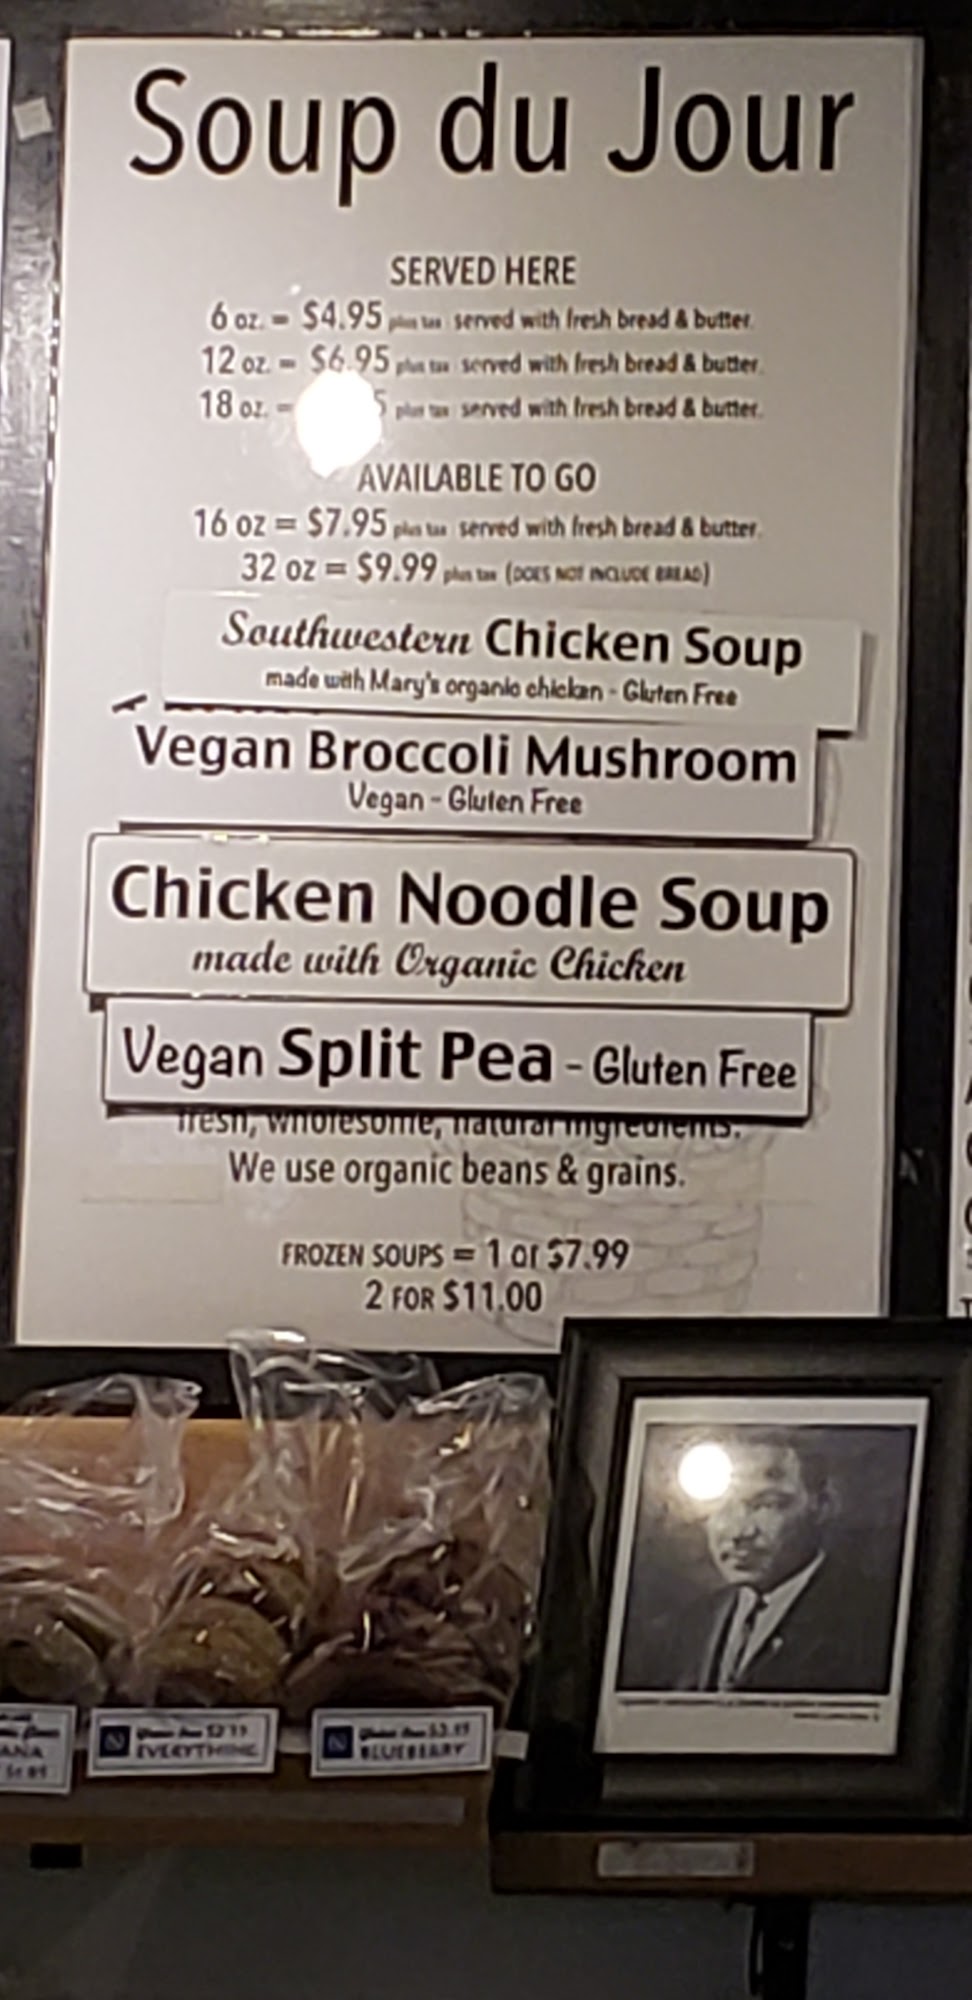 Soup du Jour
SERVED HERE
6 oz. = $4.95 plus tax served with fresh bread & butter.
12 oz. = $6.95 plus tax served with fresh bread & butter.
18 oz. = plus tax served with fresh bread & butter.
AVAILABLE TO GO
16 oz = $7.95 plus tax served with fresh bread & butter.
32 oz = $9.99 plus tax (DOES NOT INCLUDE BREAD)
Southwestern Chicken Soup
made with Mary's organic chicken - Gluten Free
Vegan Broccoli Mushroom
Vegan - Gluten Free
Chicken Noodle Soup
made with Organic Chicken
Vegan Split Pea - Gluten Free
fresh, wholesome, natural ingredients.
We use organic beans & grains.
FROZEN SOUPS = 1 or $7.99
2 FOR $11.00
EVERYTHING
BLUEBERRY